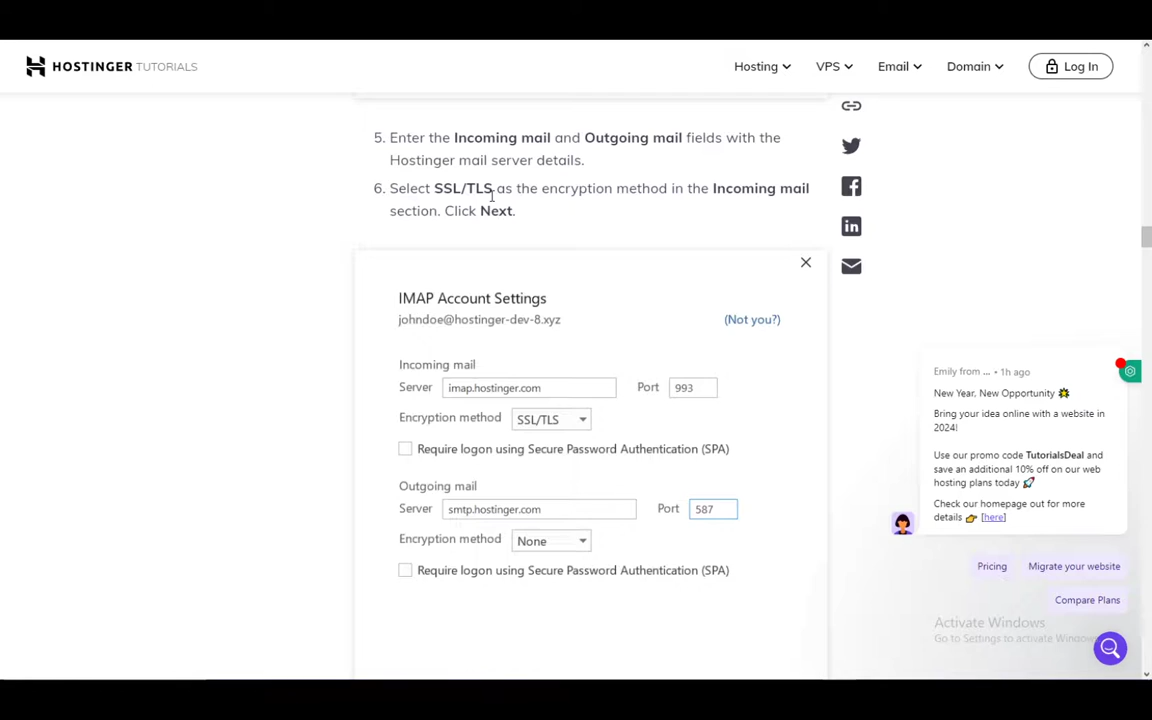 HOSTINGER TUTORIALS
Hosting
VPS
Email
Domain
Log In
5. Enter the Incoming mail and Outgoing mail fields with the
Hostinger mail server details.
6. Select SSL/TLS as the encryption method in the Incoming mail
section. Click Next.
IMAP Account Settings
johndoe@hostinger-dev-8.xyz
(Not you?)
Incoming mail
Server imap.hostinger.com Port 993
Encryption method SSL/TLS
Require logon using Secure Password Authentication (SPA)
Outgoing mail
Server smtp.hostinger.com Port 587
Encryption method None
Require logon using Secure Password Authentication (SPA)
Emily from ... • 1h ago
New Year, New Opportunity
Bring your idea online with a website in
2024!
Use our promo code TutorialsDeal and
save an additional 10% off on our web
hosting plans today
Check our homepage out for more
details 👉 [here]
Pricing
Migrate your website
Compare Plans
Activate Windows
Go to Settings to activate Windows.